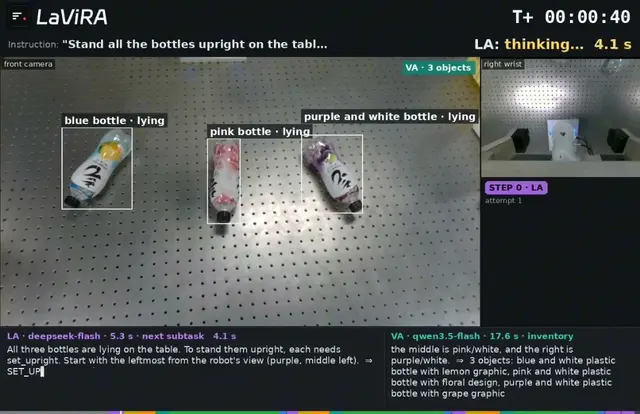 LaViRA
T+ 00:00:40
Instruction: "Stand all the bottles upright on the tabl...
LA: thinking... 4.1 s
front camera
VA · 3 objects
right wrist
blue bottle · lying
pink bottle · lying
purple and white bottle · lying
STEP 0 · LA
attempt 1
LA · deepseek-flash · 5.3 s · next subtask 4.1 s
All three bottles are lying on the table. To stand them upright, each needs
set_upright. Start with the leftmost from the robot's view (purple, middle left). ⇒
SET_UP
VA · qwen3.5-flash · 17.6 s · inventory
the middle is pink/white, and the right is
purple/white. ⇒ 3 objects: blue and white plastic
bottle with lemon graphic, pink and white plastic
bottle with floral design, purple and white plastic
bottle with grape graphic